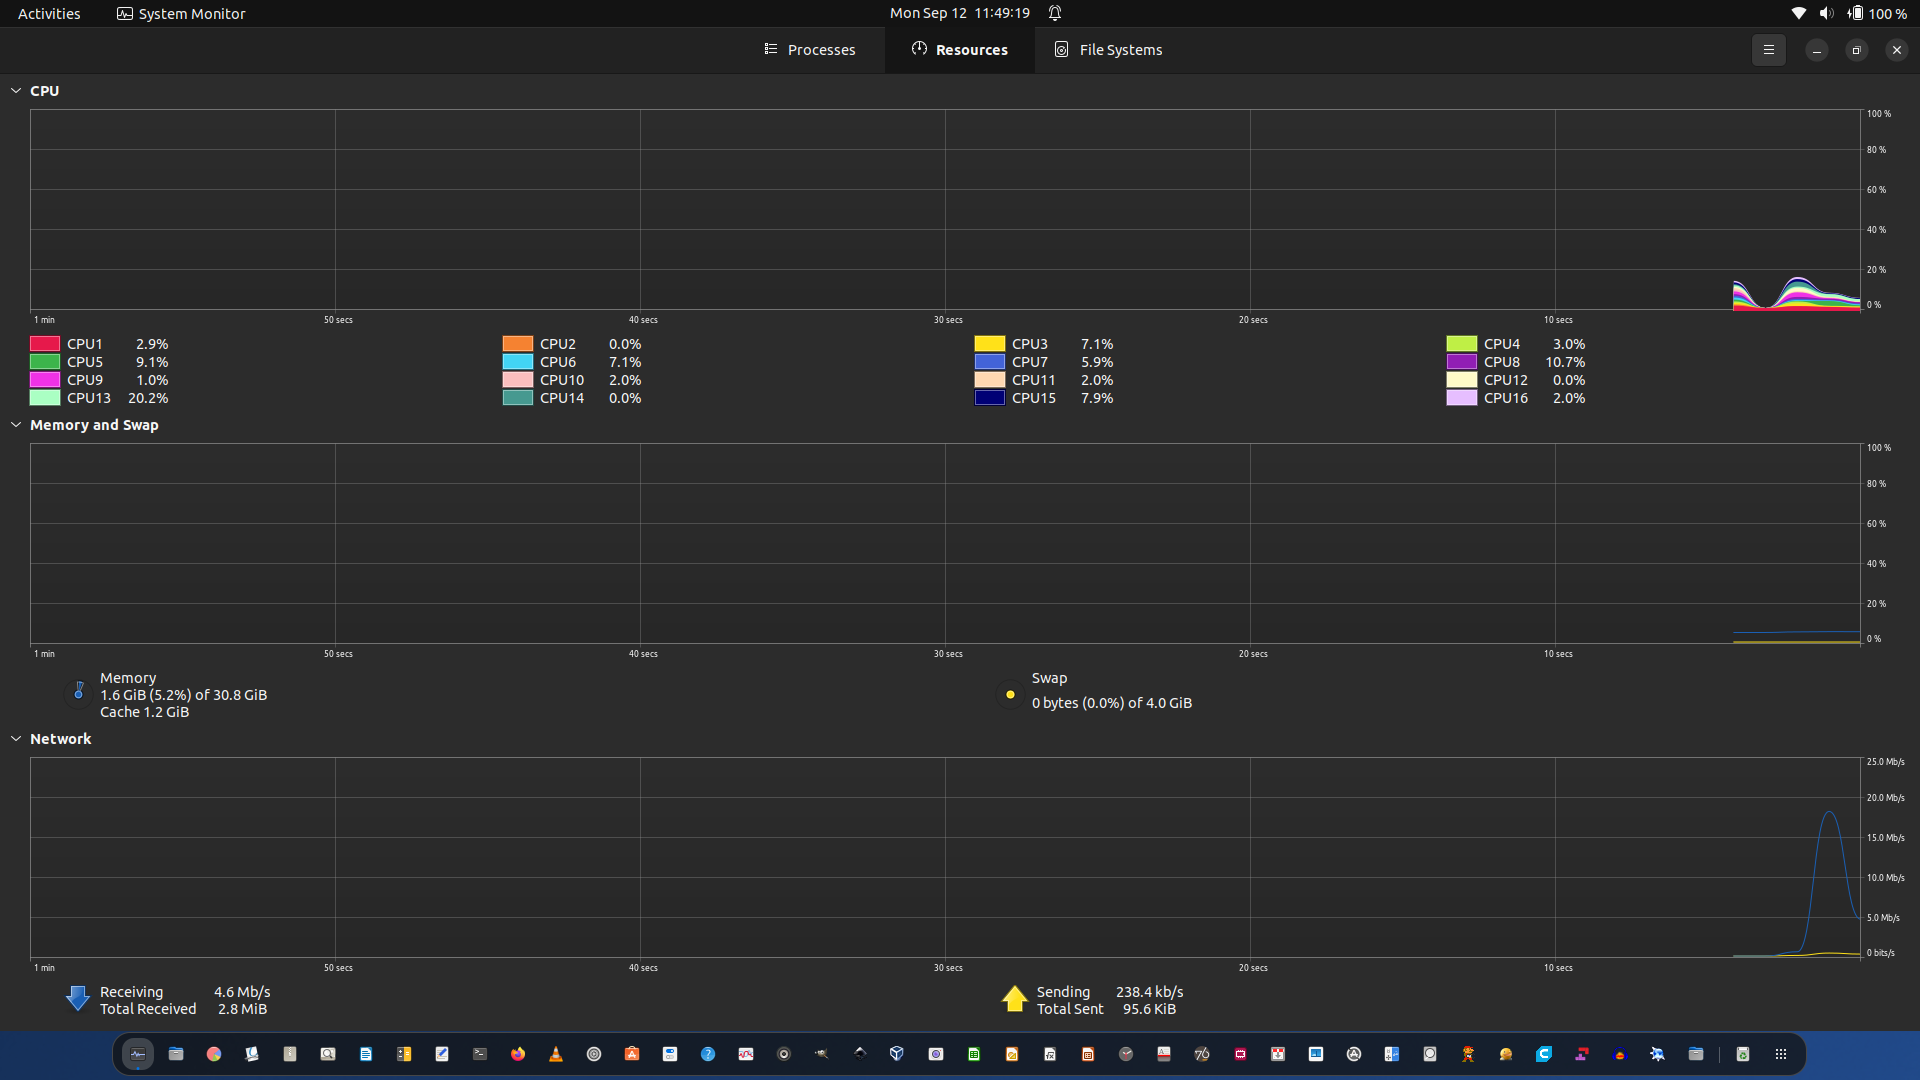 Activities System Monitor Mon Sep 12 11:49:19 100 %
Processes Resources File Systems
CPU
100 %
80 %
60 %
40 %
20 %
0 %
1 min 50 secs 40 secs 30 secs 20 secs 10 secs
CPU1 2.9% CPU2 0.0% CPU3 7.1% CPU4 3.0%
CPU5 9.1% CPU6 7.1% CPU7 5.9% CPU8 10.7%
CPU9 1.0% CPU10 2.0% CPU11 2.0% CPU12 0.0%
CPU13 20.2% CPU14 0.0% CPU15 7.9% CPU16 2.0%
Memory and Swap
100 %
80 %
60 %
40 %
20 %
0 %
1 min 50 secs 40 secs 30 secs 20 secs 10 secs
Memory
1.6 GiB (5.2%) of 30.8 GiB
Cache 1.2 GiB
Swap
0 bytes (0.0%) of 4.0 GiB
Network
25.0 Mb/s
20.0 Mb/s
15.0 Mb/s
10.0 Mb/s
5.0 Mb/s
0 bits/s
1 min 50 secs 40 secs 30 secs 20 secs 10 secs
Receiving 4.6 Mb/s
Total Received 2.8 MiB
Sending 238.4 kb/s
Total Sent 95.6 KiB
76